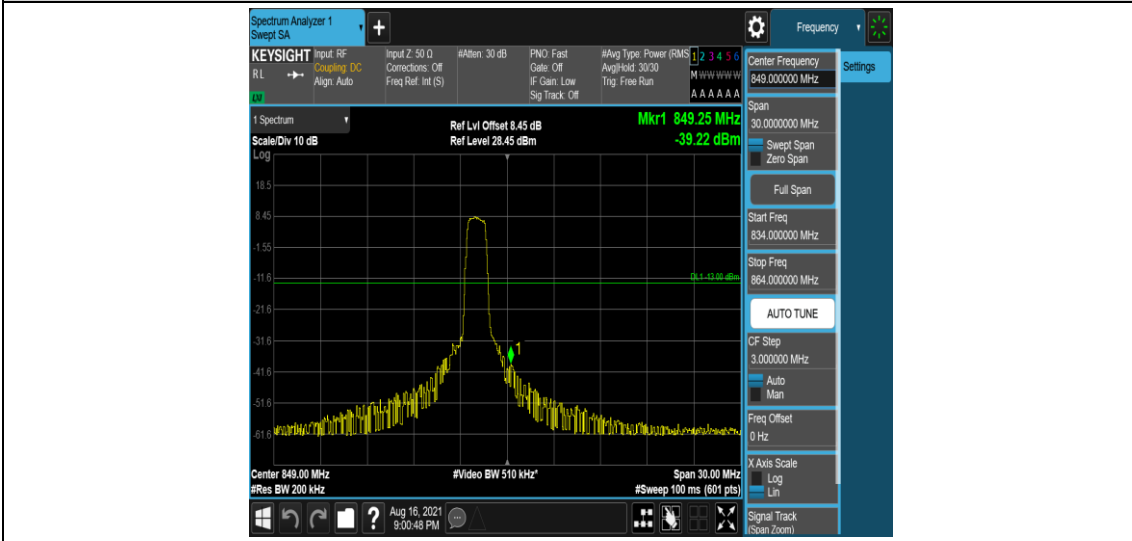 Spectrum Analyzer 1
Swept SA
+
Frequency
KEYSIGHT
RL
Input: RF
Coupling: DC
Align: Auto
Input Z: 50 Ω
Corrections: Off
Freq Ref: Int (S)
#Atten: 30 dB
PNO: Fast
Gate: Off
IF Gain: Low
Sig Track: Off
#Avg Type: Power (RMS
Avg|Hold: 30/30
Trig: Free Run
1 2 3 4 5 6
M W W W W W
A A A A A A
1 Spectrum
Scale/Div 10 dB
Log
Ref Lvl Offset 8.45 dB
Ref Level 28.45 dBm
Mkr1 849.25 MHz
-39.22 dBm
18.5
8.45
-1.55
-11.6
-21.6
-31.6
-41.6
-51.6
-61.6
DL1 -13.00 dBm
1
Center 849.00 MHz
#Res BW 200 kHz
#Video BW 510 kHz*
Span 30.00 MHz
#Sweep 100 ms (601 pts)
?
Aug 16, 2021
9:00:48 PM
Center Frequency
849.000000 MHz
Settings
Span
30.0000000 MHz
Swept Span
Zero Span
Full Span
Start Freq
834.000000 MHz
Stop Freq
864.000000 MHz
AUTO TUNE
CF Step
3.000000 MHz
Auto
Man
Freq Offset
0 Hz
X Axis Scale
Log
Lin
Signal Track
(Span Zoom)